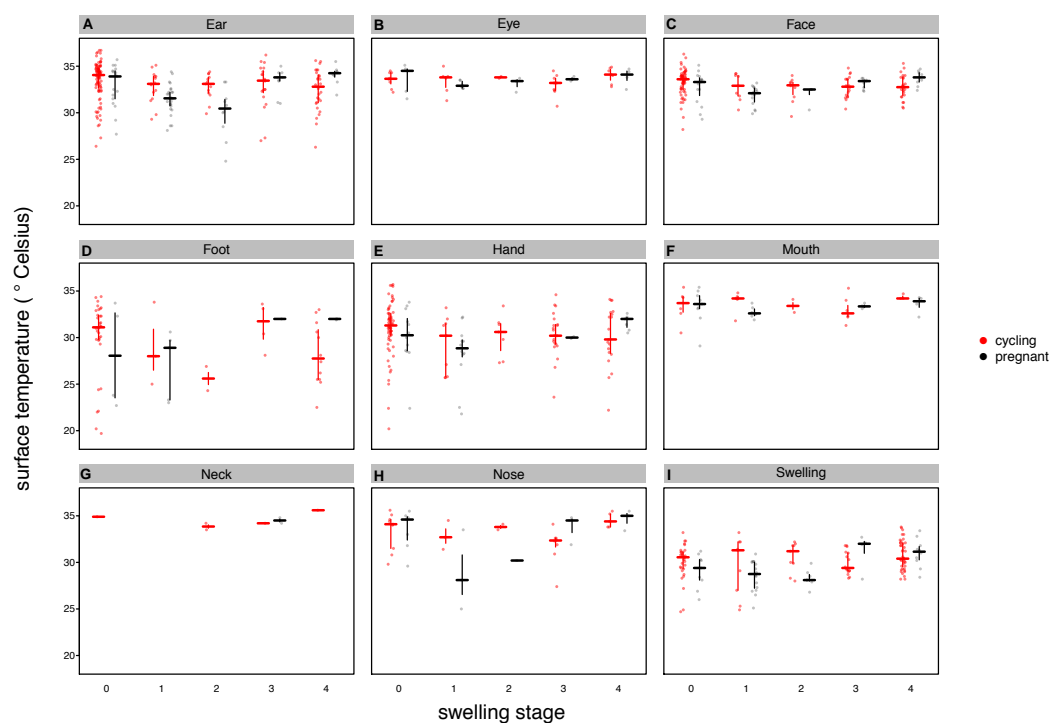 A Ear
B Eye
C Face
35
30
25
20
D Foot
E Hand
F Mouth
35
30
25
20
G Neck
H Nose
I Swelling
35
30
25
20
0 1 2 3 4
0 1 2 3 4
0 1 2 3 4
surface temperature ( ° Celsius)
swelling stage
cycling
pregnant